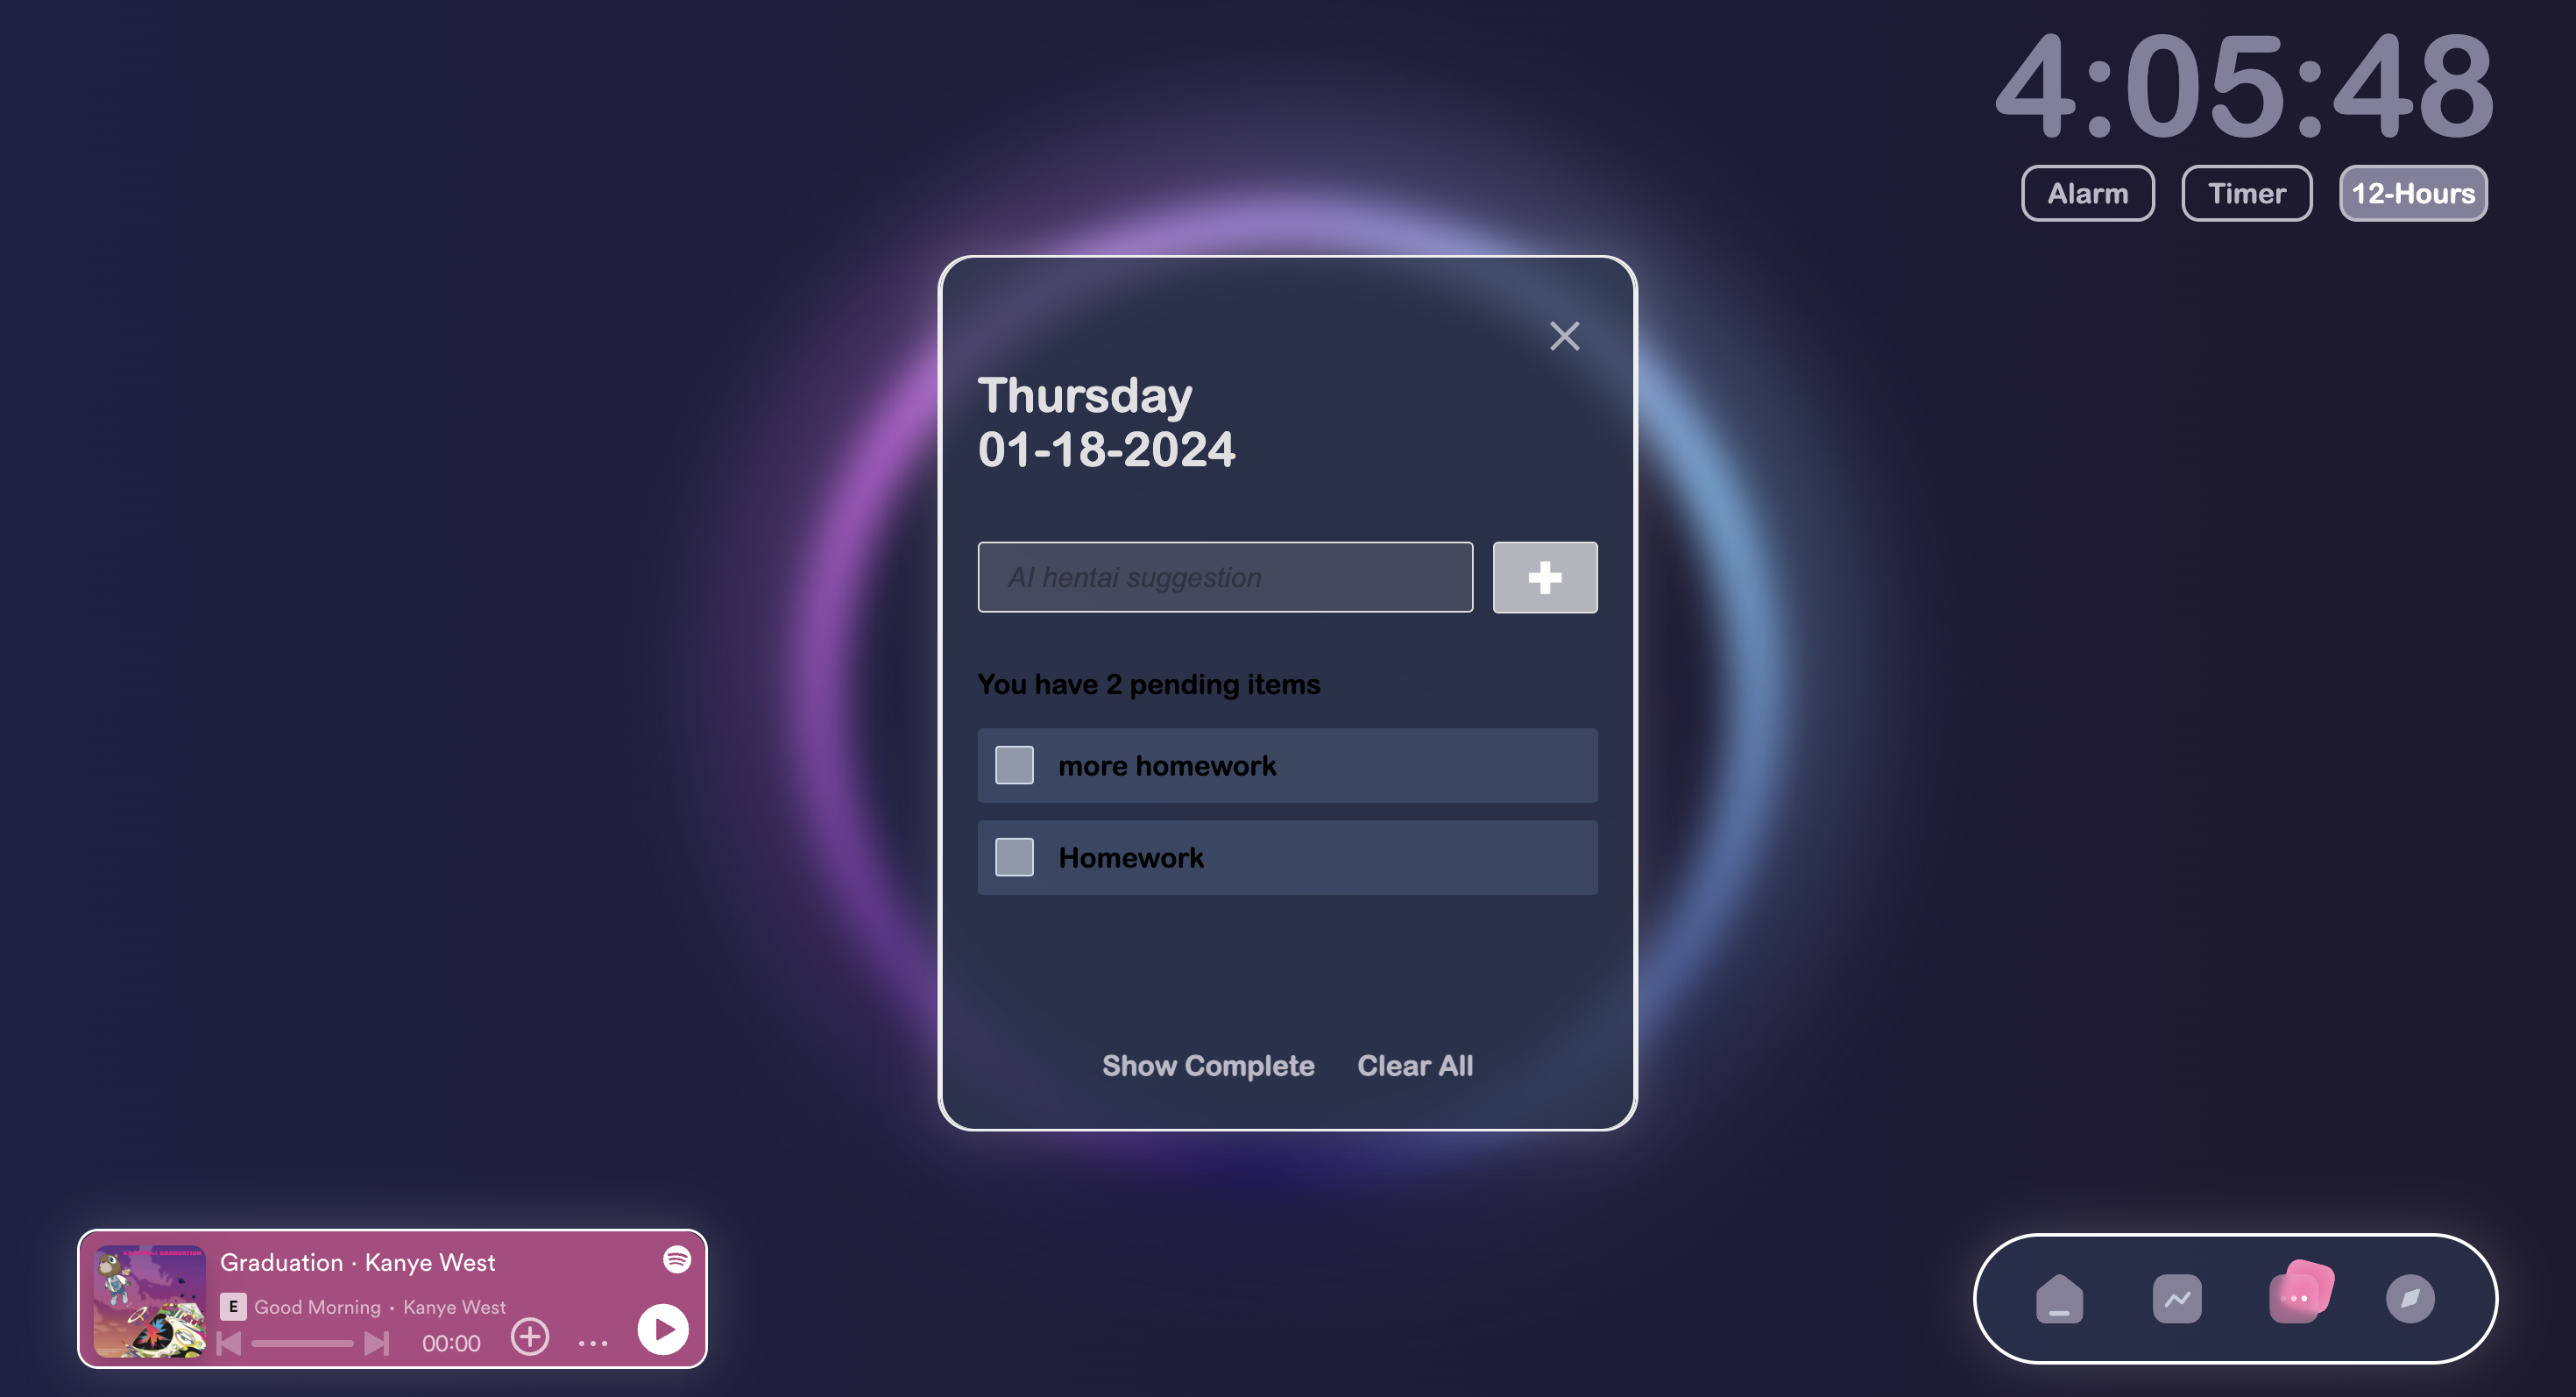 4:05:48
Alarm Timer 12-Hours
Thursday
01-18-2024
AI hentai suggestion
You have 2 pending items
more homework
Homework
Show Complete Clear All
Graduation · Kanye West
E Good Morning · Kanye West
00:00